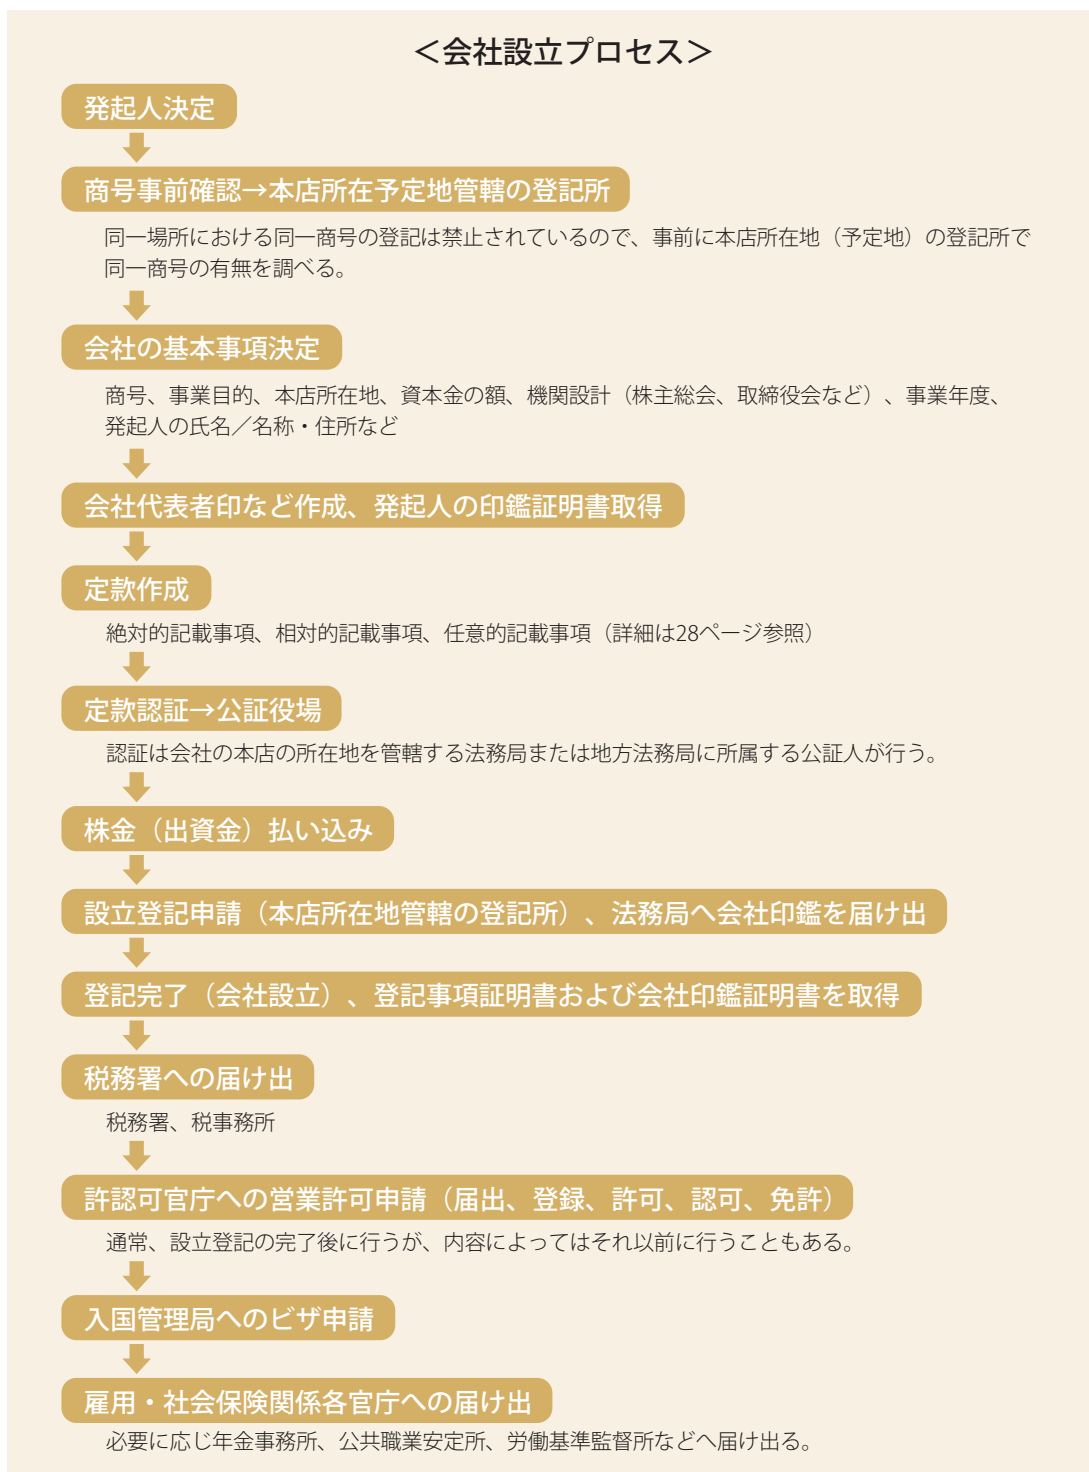 ＜会社設立プロセス＞
発起人決定
商号事前確認→本店所在予定地管轄の登記所
同一場所における同一商号の登記は禁止されているので、事前に本店所在地（予定地）の登記所で
同一商号の有無を調べる。
会社の基本事項決定
商号、事業目的、本店所在地、資本金の額、機関設計（株主総会、取締役会など）、事業年度、
発起人の氏名／名称・住所など
会社代表者印など作成、発起人の印鑑証明書取得
定款作成
絶対的記載事項、相対的記載事項、任意的記載事項（詳細は28ページ参照）
定款認証→公証役場
認証は会社の本店の所在地を管轄する法務局または地方法務局に所属する公証人が行う。
株金（出資金）払い込み
設立登記申請（本店所在地管轄の登記所）、法務局へ会社印鑑を届け出
登記完了（会社設立）、登記事項証明書および会社印鑑証明書を取得
税務署への届け出
税務署、税事務所
許認可官庁への営業許可申請（届出、登録、許可、認可、免許）
通常、設立登記の完了後に行うが、内容によってはそれ以前に行うこともある。
入国管理局へのビザ申請
雇用・社会保険関係各官庁への届け出
必要に応じ年金事務所、公共職業安定所、労働基準監督所などへ届け出る。